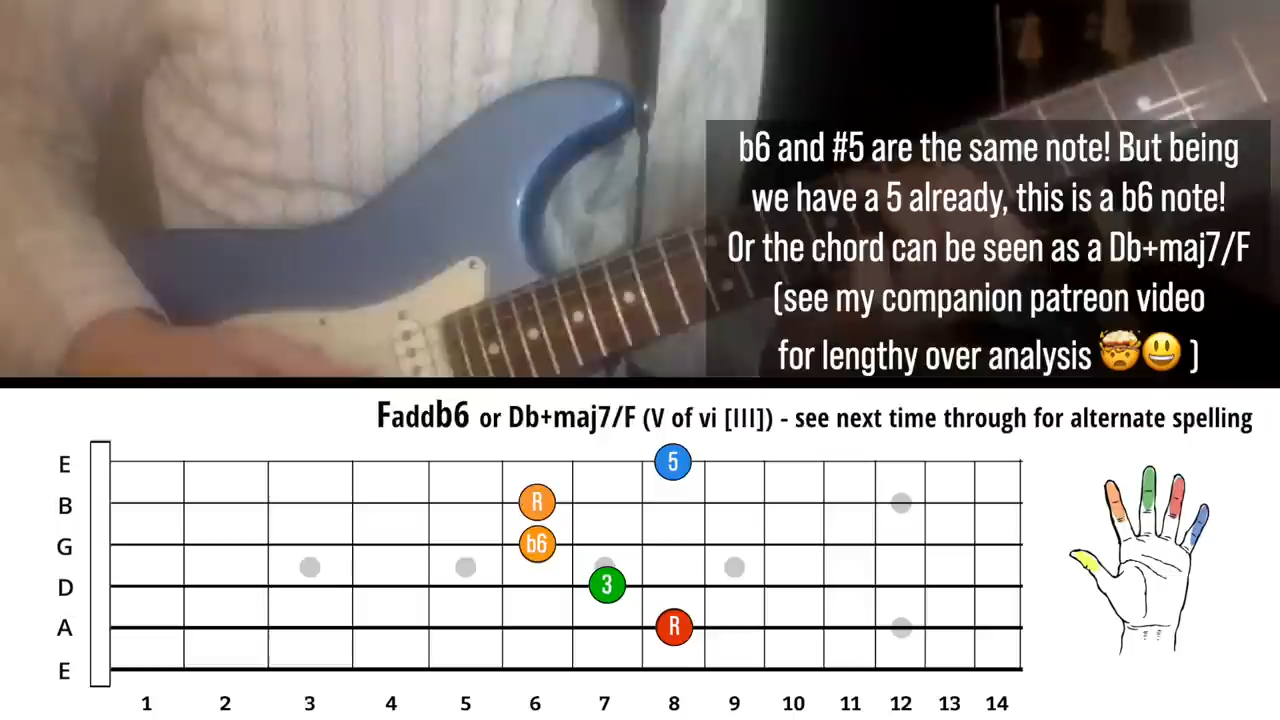 b6 and #5 are the same note! But being
we have a 5 already, this is a b6 note!
Or the chord can be seen as a Db+maj7/F
(see my companion patreon video
for lengthy over analysis 🤯😃 )
Faddb6 or Db+maj7/F (V of vi [III]) - see next time through for alternate spelling
E 5
B R
G b6
D 3
A R
E
1 2 3 4 5 6 7 8 9 10 11 12 13 14